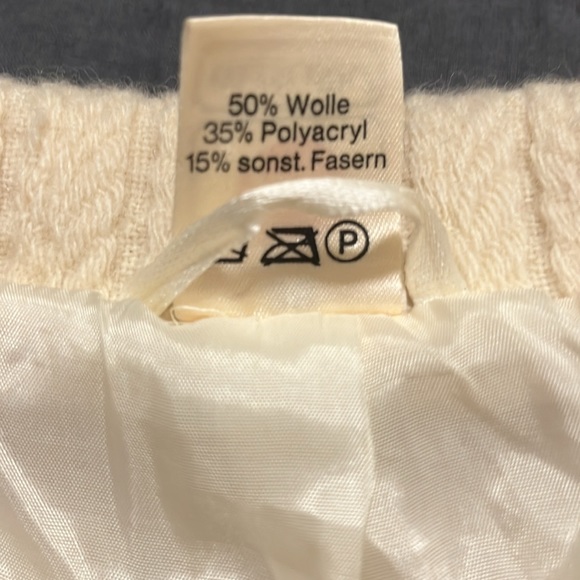 50% Wolle
35% Polyacryl
15% sonst. Fasern
P